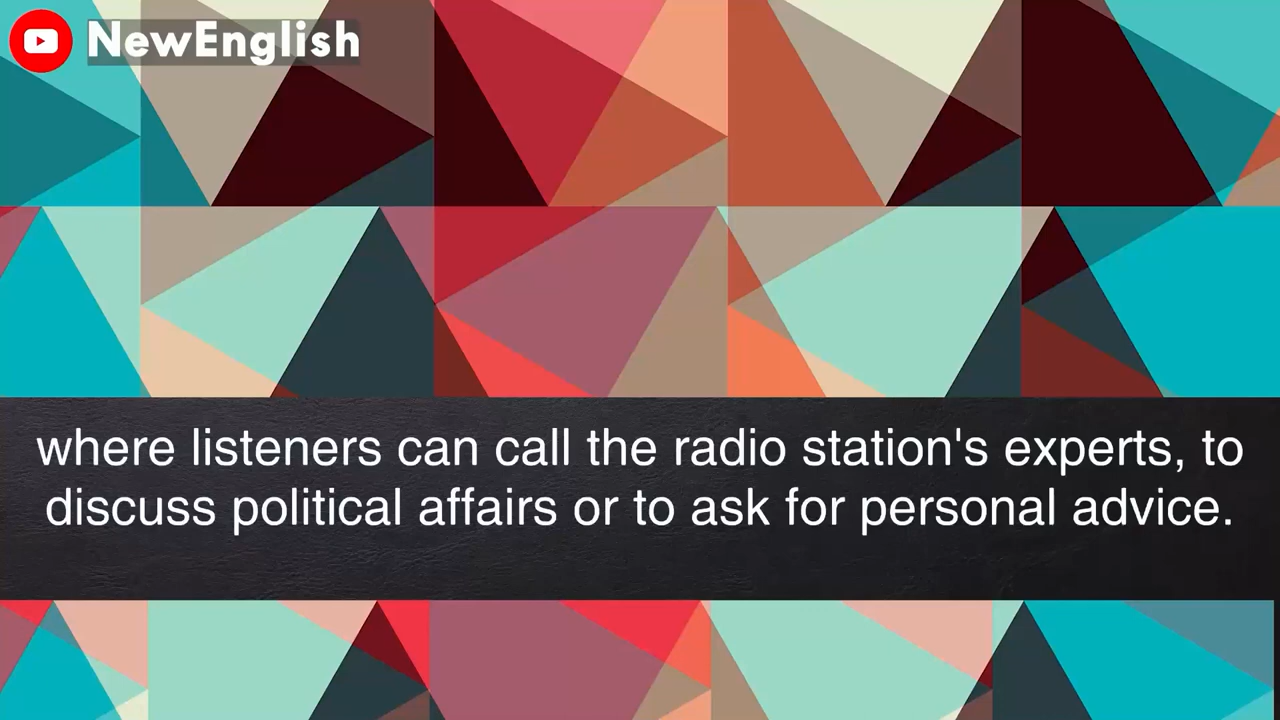 NewEnglish
where listeners can call the radio station's experts, to
discuss political affairs or to ask for personal advice.